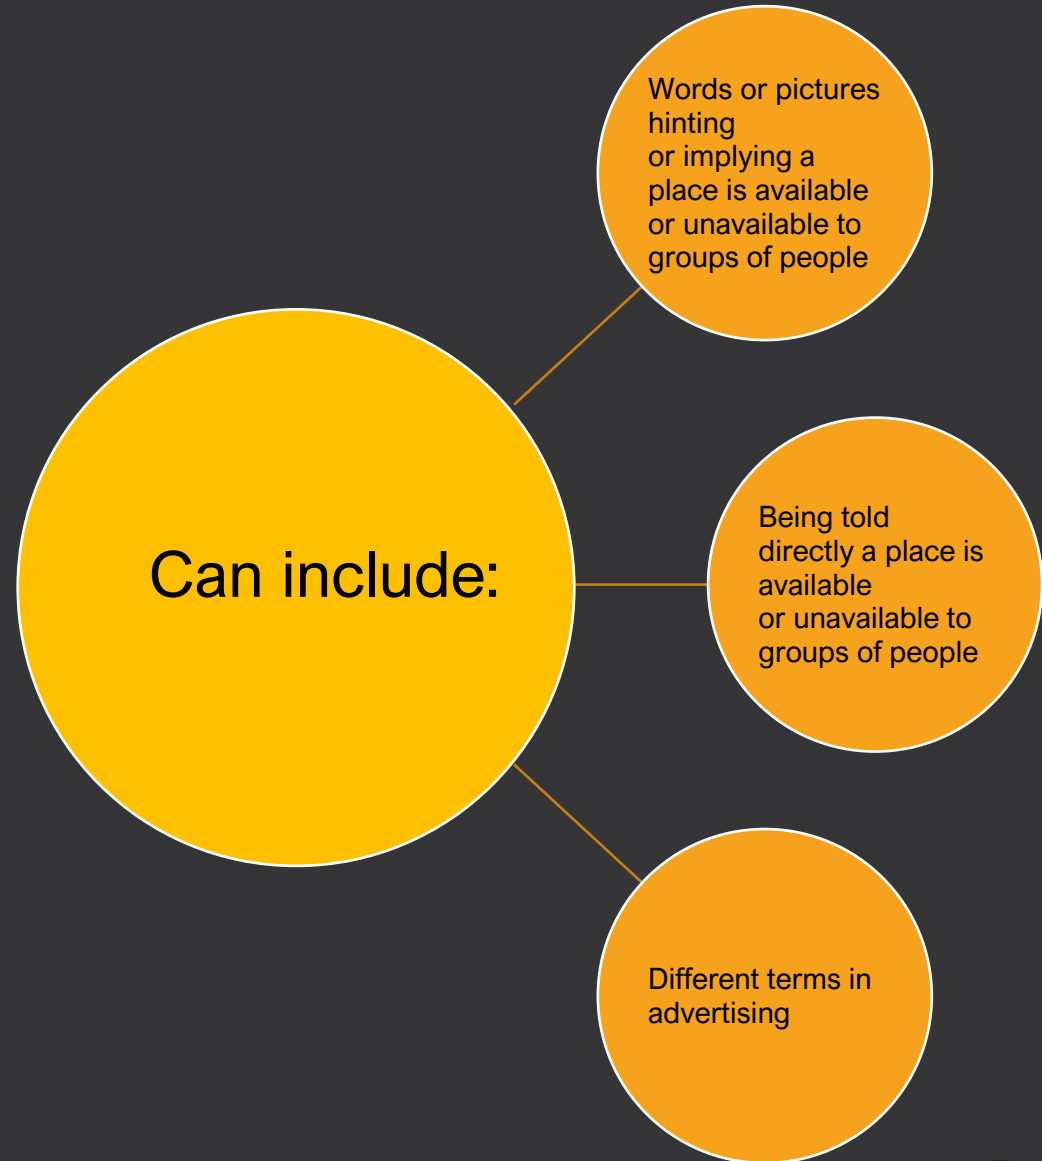 Words or pictures
hinting
or implying a
place is available
or unavailable to
groups of people
Can include:
Being told
directly a place is
available
or unavailable to
groups of people
Different terms in
advertising